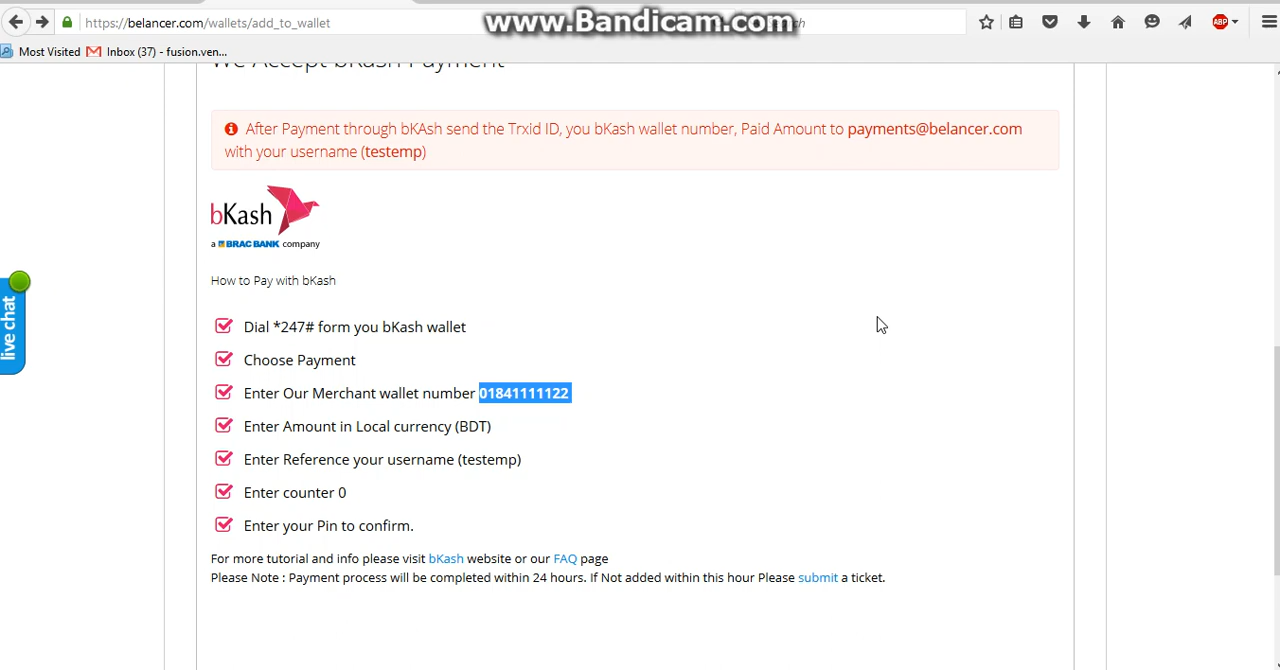 https://belancer.com/wallets/add_to_wallet
www.Bandicam.com
Most Visited
Inbox (37) - fusion.ven...
ABP
We Accept bKash Payment
After Payment through bKAsh send the Trxid ID, you bKash wallet number, Paid Amount to payments@belancer.com
with your username (testemp)
bKash
a BRAC BANK company
live chat
How to Pay with bKash
Dial *247# form you bKash wallet
Choose Payment
Enter Our Merchant wallet number 01841111122
Enter Amount in Local currency (BDT)
Enter Reference your username (testemp)
Enter counter 0
Enter your Pin to confirm.
For more tutorial and info please visit bKash website or our FAQ page
Please Note : Payment process will be completed within 24 hours. If Not added within this hour Please submit a ticket.